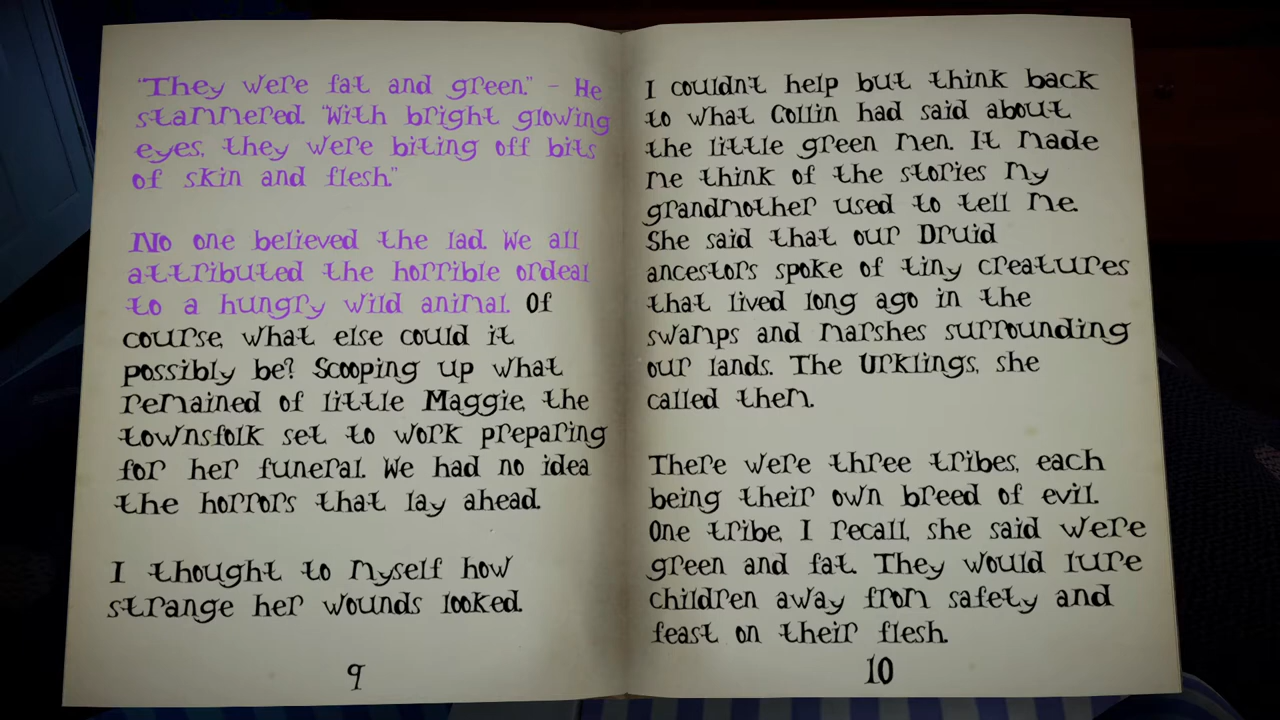 "They were fat and green." - He
stammered. "With bright glowing
eyes, they were biting off bits
of skin and flesh."
No one believed the lad. We all
attributed the horrible ordeal
to a hungry wild animal. Of
course, what else could it
possibly be? Scooping up what
remained of little Maggie, the
townsfolk set to work preparing
for her funeral. We had no idea
the horrors that lay ahead.
I thought to myself how
strange her wounds looked.
9
I couldn't help but think back
to what Collin had said about
the little green men. It made
me think of the stories my
grandmother used to tell me.
She said that our Druid
ancestors spoke of tiny creatures
that lived long ago in the
swamps and marshes surrounding
our lands. The Urklings, she
called them.
There were three tribes, each
being their own breed of evil.
One tribe, I recall, she said were
green and fat. They would lure
children away from safety and
feast on their flesh.
10